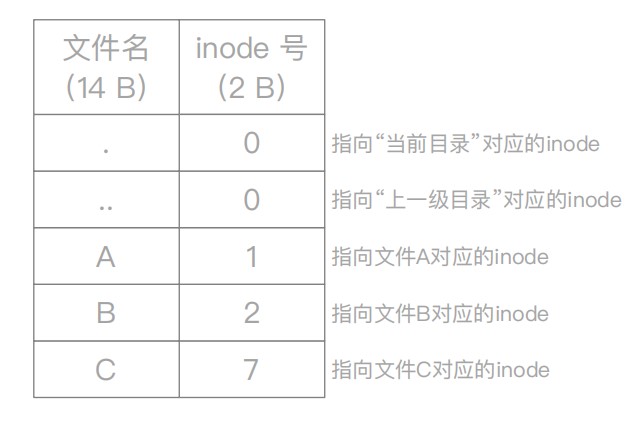 文件名 inode 号
(14 B) (2 B)
. 0 指向“当前目录”对应的inode
.. 0 指向“上一级目录”对应的inode
A 1 指向文件A对应的inode
B 2 指向文件B对应的inode
C 7 指向文件C对应的inode